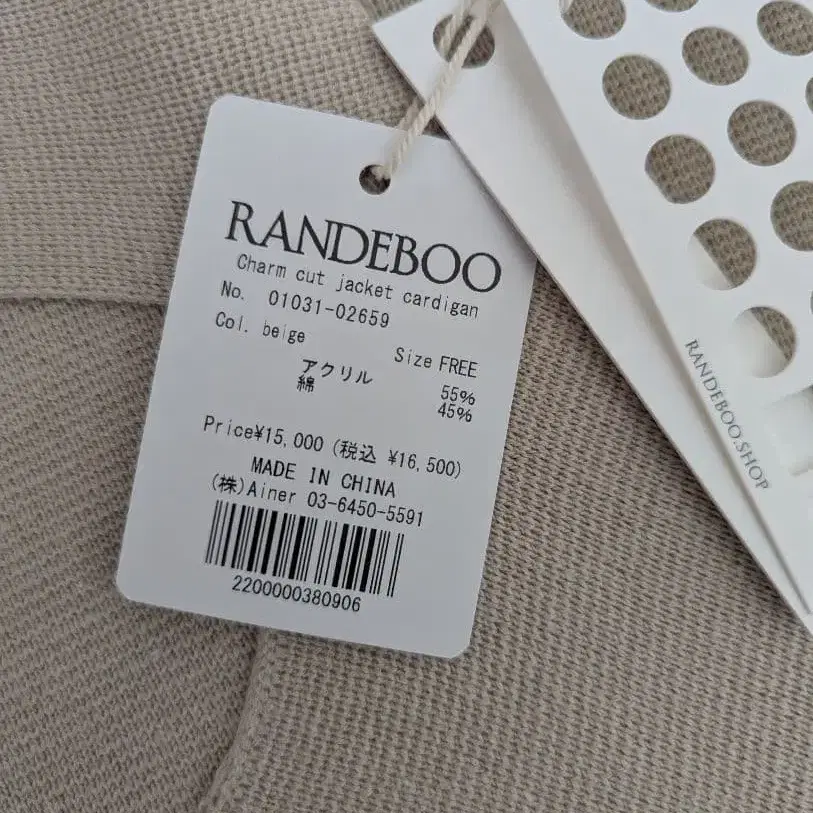 RANDEBOO
Charm cut jacket cardigan
No. 01031-02659
Col. beige
Size FREE
アクリル 55%
綿 45%
Price¥15,000 (税込 ¥16,500)
MADE IN CHINA
(株)Ainer 03-6450-5591
2200000380906
RANDEBOO.SHOP